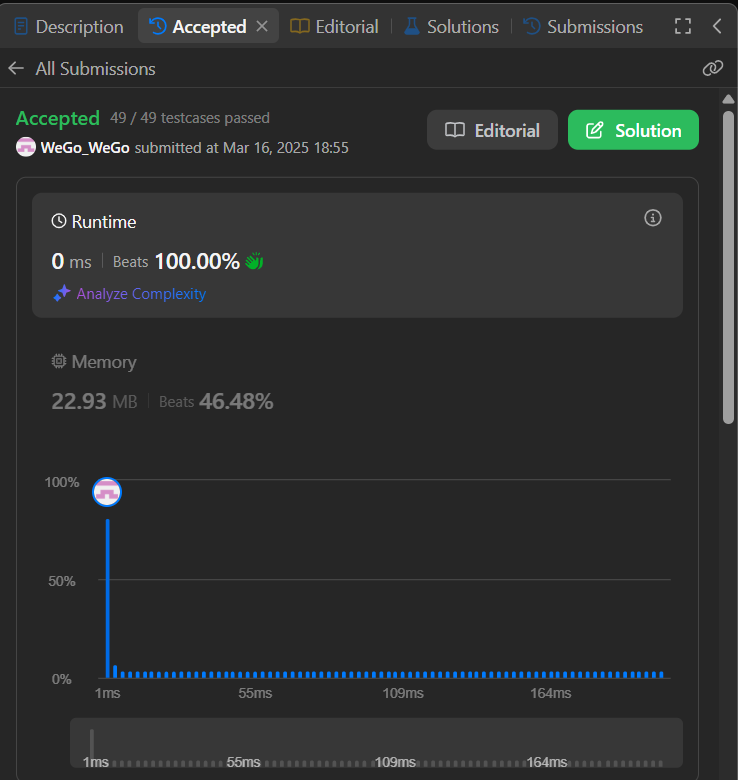 Description Accepted Editorial Solutions Submissions
All Submissions
Accepted 49 / 49 testcases passed
WeGo_WeGo submitted at Mar 16, 2025 18:55
Editorial
Solution
Runtime
0 ms Beats 100.00%
Analyze Complexity
Memory
22.93 MB Beats 46.48%
100%
50%
0%
1ms 55ms 109ms 164ms
1ms 55ms 109ms 164ms